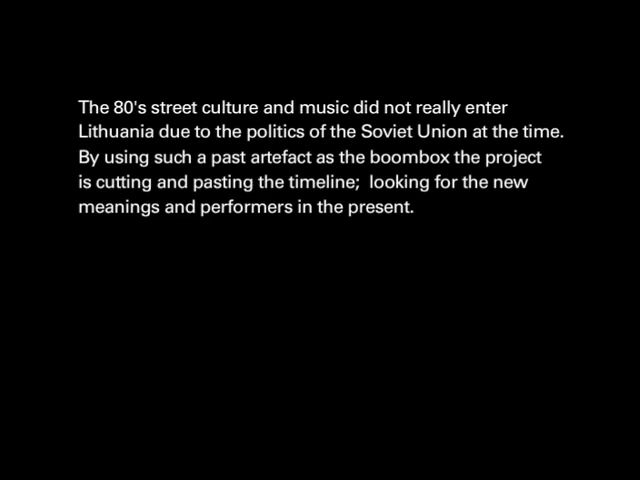 The 80's street culture and music did not really enter
Lithuania due to the politics of the Soviet Union at the time.
By using such a past artefact as the boombox the project
is cutting and pasting the timeline;  looking for the new
meanings and performers in the present.